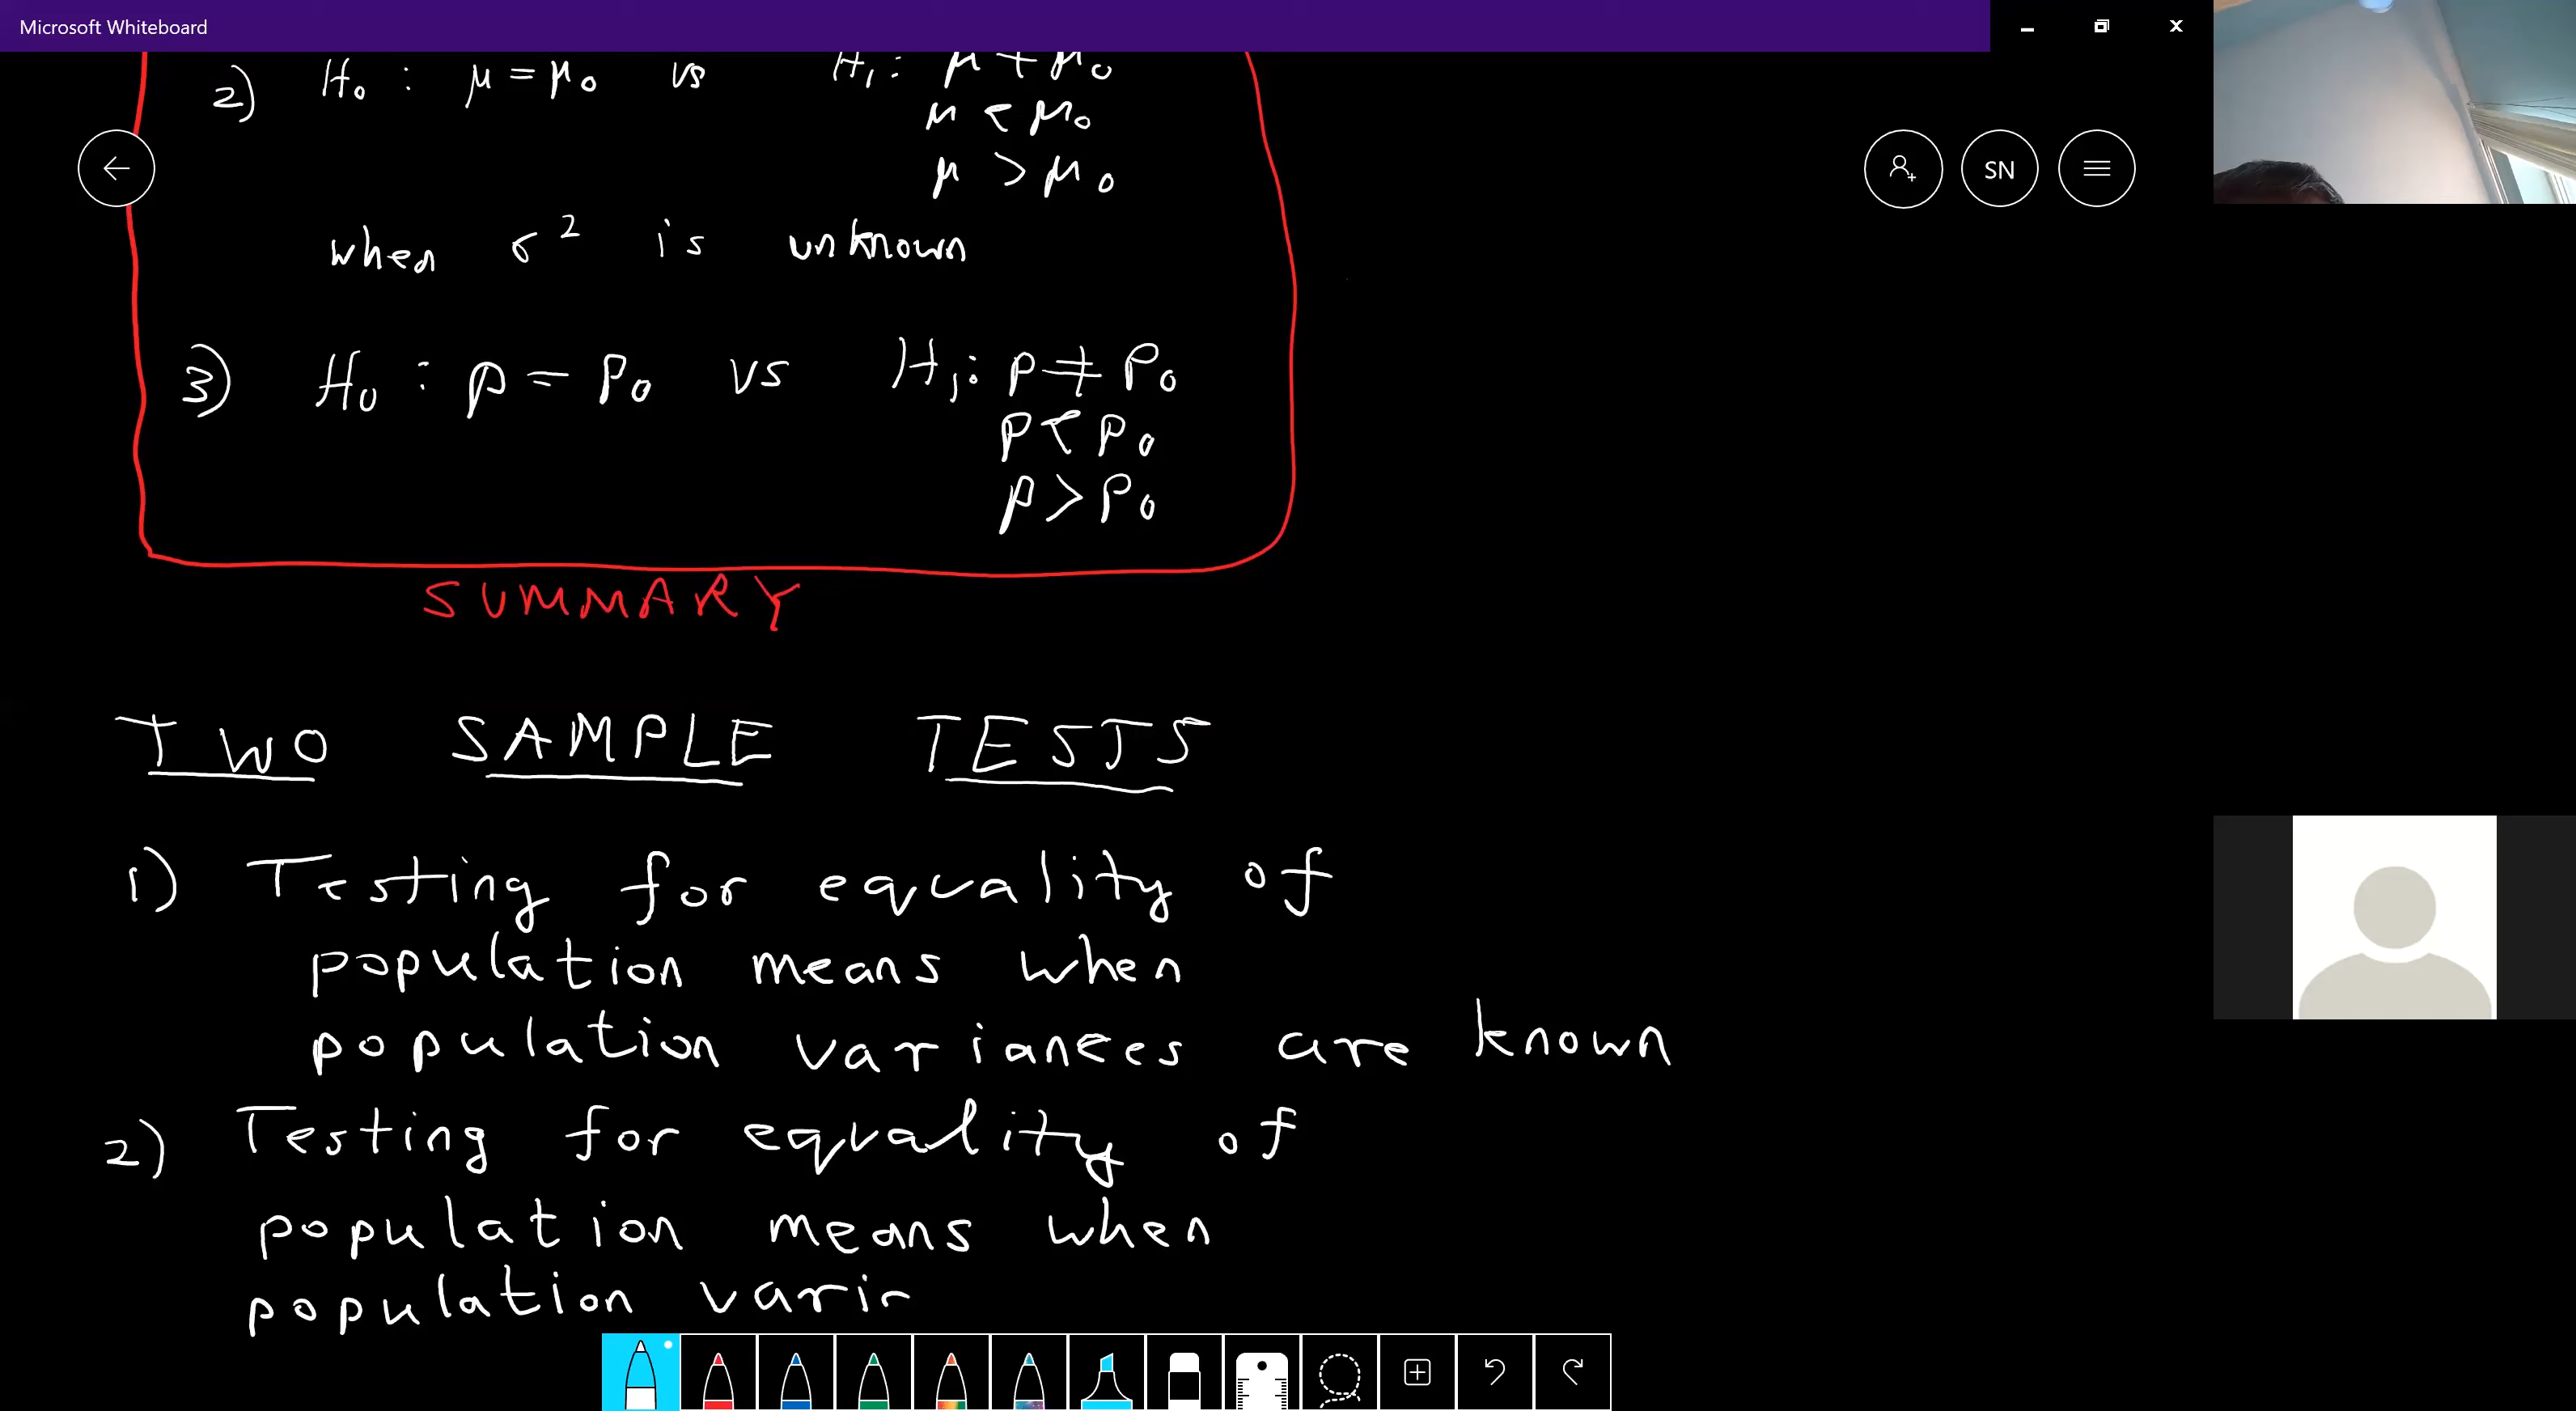 Microsoft Whiteboard
2) H₀ : μ = μ₀ vs H₁ : μ ≠ μ₀
μ < μ₀
μ > μ₀
SN
when σ² is unknown
3) H₀ : p = p₀ vs H₁ : p ≠ p₀
p < p₀
p > p₀
SUMMARY
TWO SAMPLE TESTS
1) Testing for equality of
population means when
population variances are known
2) Testing for equality of
population means when
population varia